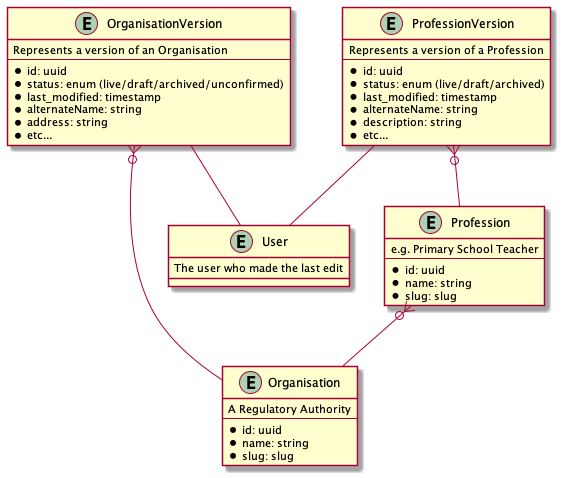 E OrganisationVersion
Represents a version of an Organisation
id: uuid
status: enum (live/draft/archived/unconfirmed)
last_modified: timestamp
alternateName: string
address: string
etc...
E ProfessionVersion
Represents a version of a Profession
id: uuid
status: enum (live/draft/archived/unconfirmed)
last_modified: timestamp
alternateName: string
description: string
etc...
E User
The user who made the last edit
E Profession
e.g. Primary School Teacher
id: uuid
name: string
slug: slug
E Organisation
A Regulatory Authority
id: uuid
name: string
slug: slug